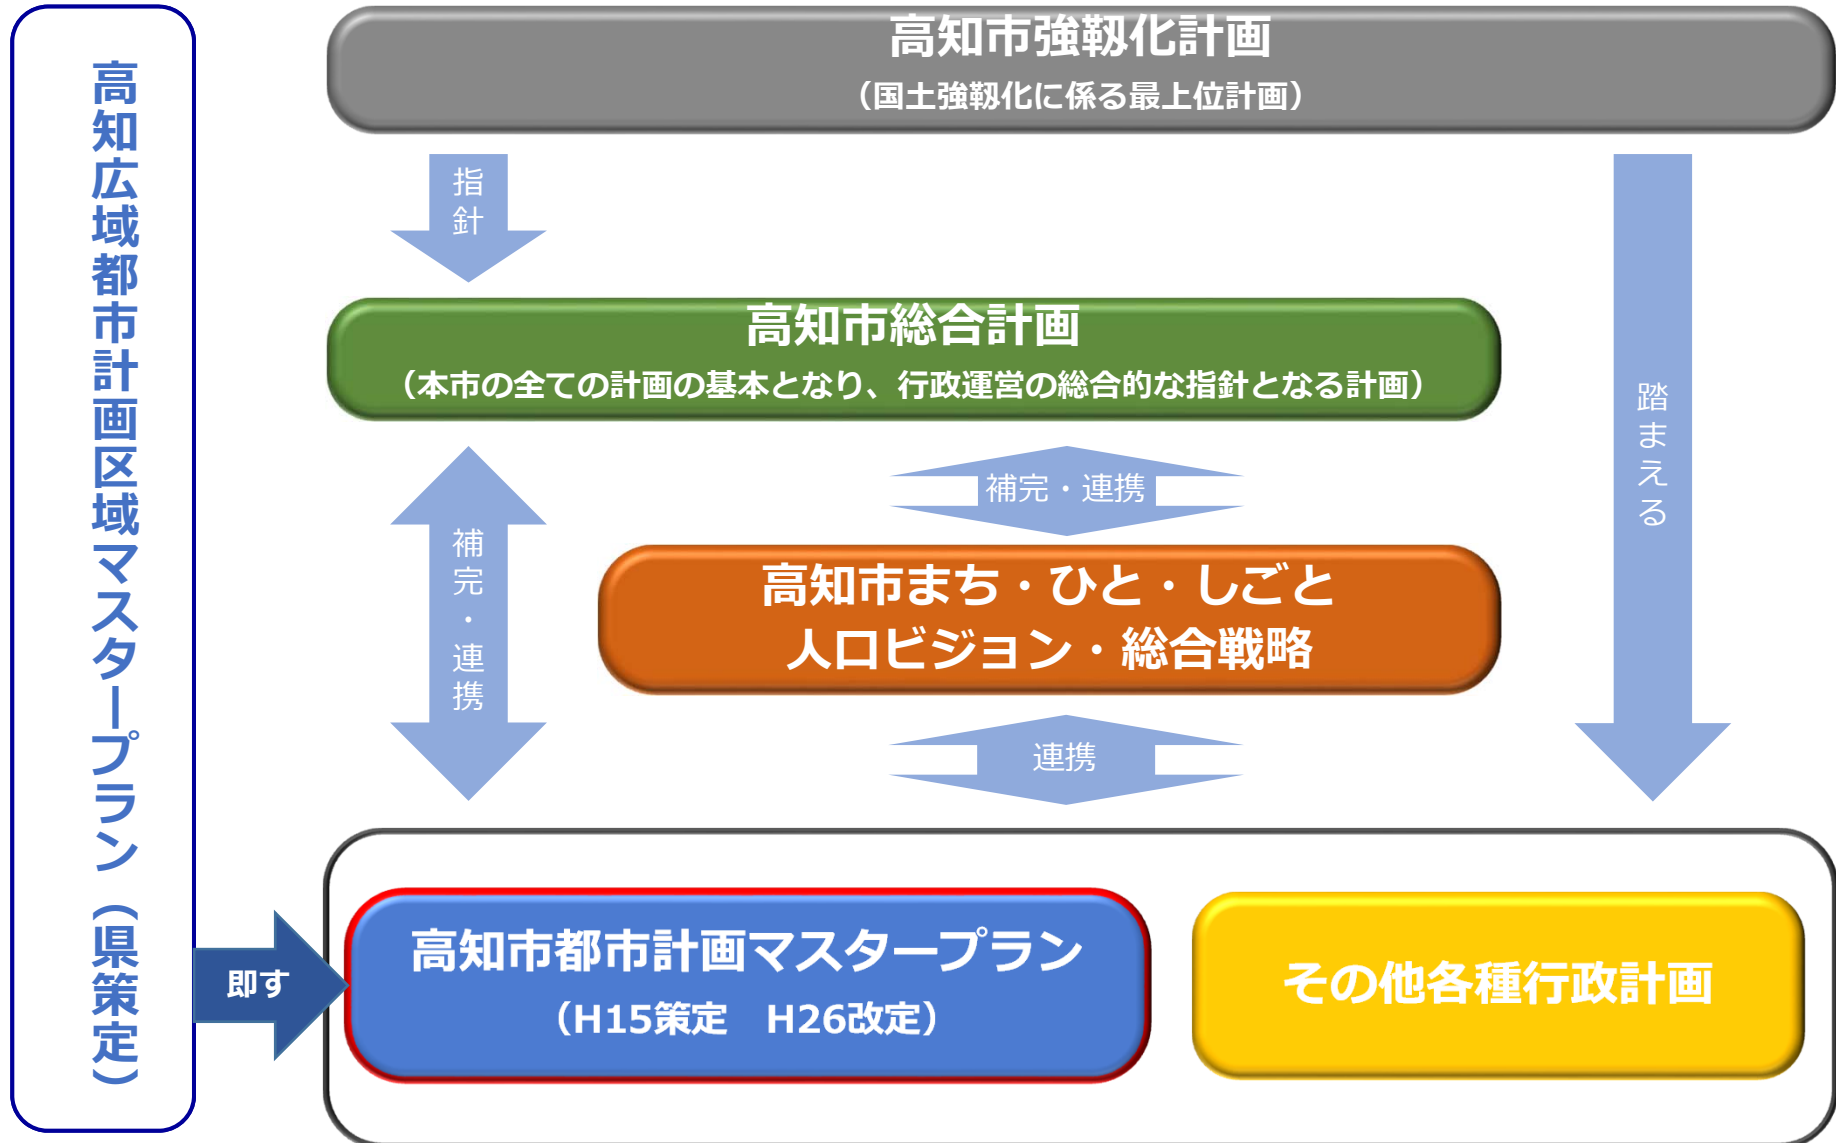 高知広域都市計画区域マスタープラン（県策定）
高知市強靱化計画
（国土強靱化に係る最上位計画）
指針
高知市総合計画
（本市の全ての計画の基本となり、行政運営の総合的な指針となる計画）
踏まえる
補完・連携
補完・連携
高知市まち・ひと・しごと
人口ビジョン・総合戦略
連携
即す
高知市都市計画マスタープラン
（H15策定　H26改定）
その他各種行政計画